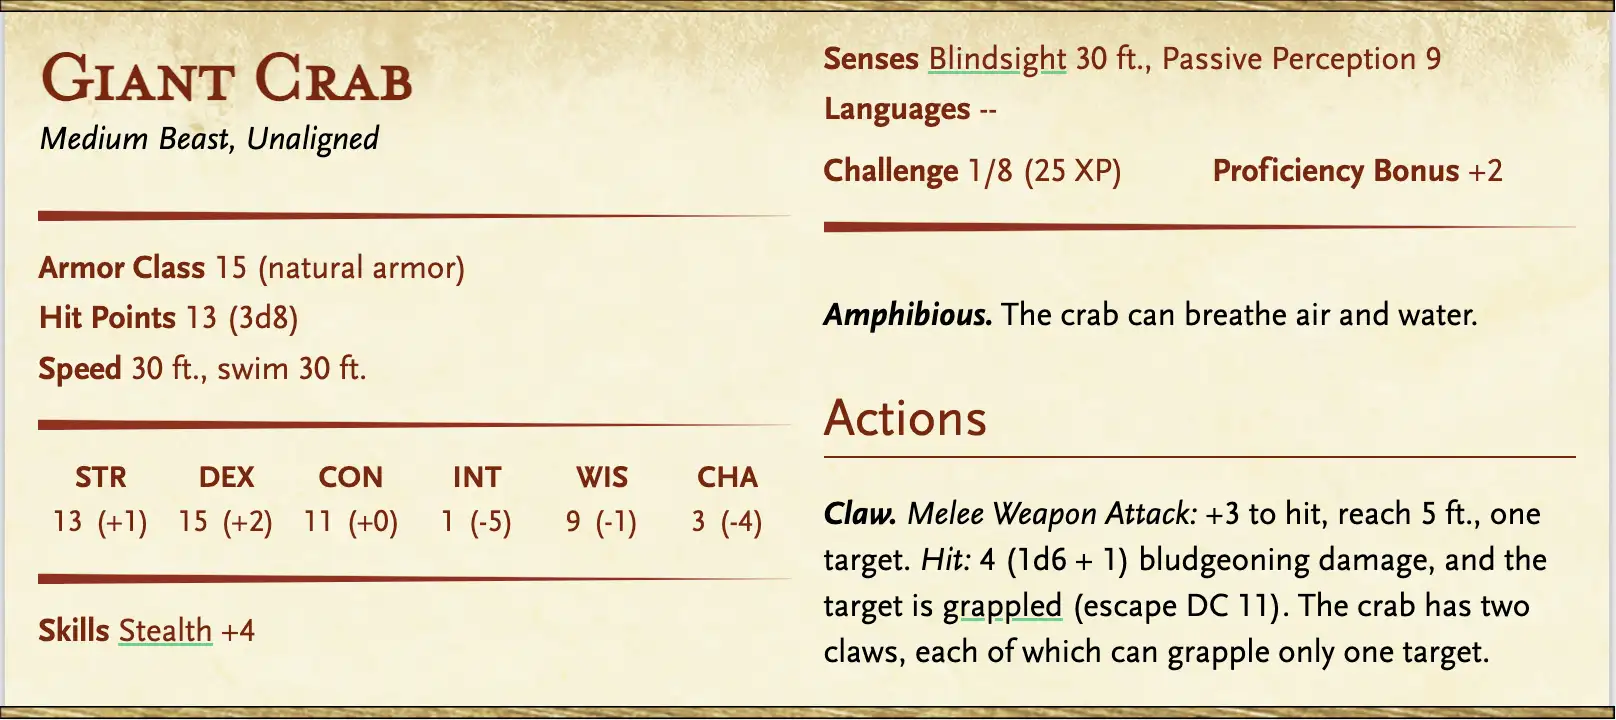 GIANT CRAB
Medium Beast, Unaligned
Armor Class 15 (natural armor)
Hit Points 13 (3d8)
Speed 30 ft., swim 30 ft.
STR DEX CON INT WIS CHA
13 (+1) 15 (+2) 11 (+0) 1 (-5) 9 (-1) 3 (-4)
Skills Stealth +4
Senses Blindsight 30 ft., Passive Perception 9
Languages --
Challenge 1/8 (25 XP) Proficiency Bonus +2
Amphibious. The crab can breathe air and water.
Actions
Claw. Melee Weapon Attack: +3 to hit, reach 5 ft., one
target. Hit: 4 (1d6 + 1) bludgeoning damage, and the
target is grappled (escape DC 11). The crab has two
claws, each of which can grapple only one target.